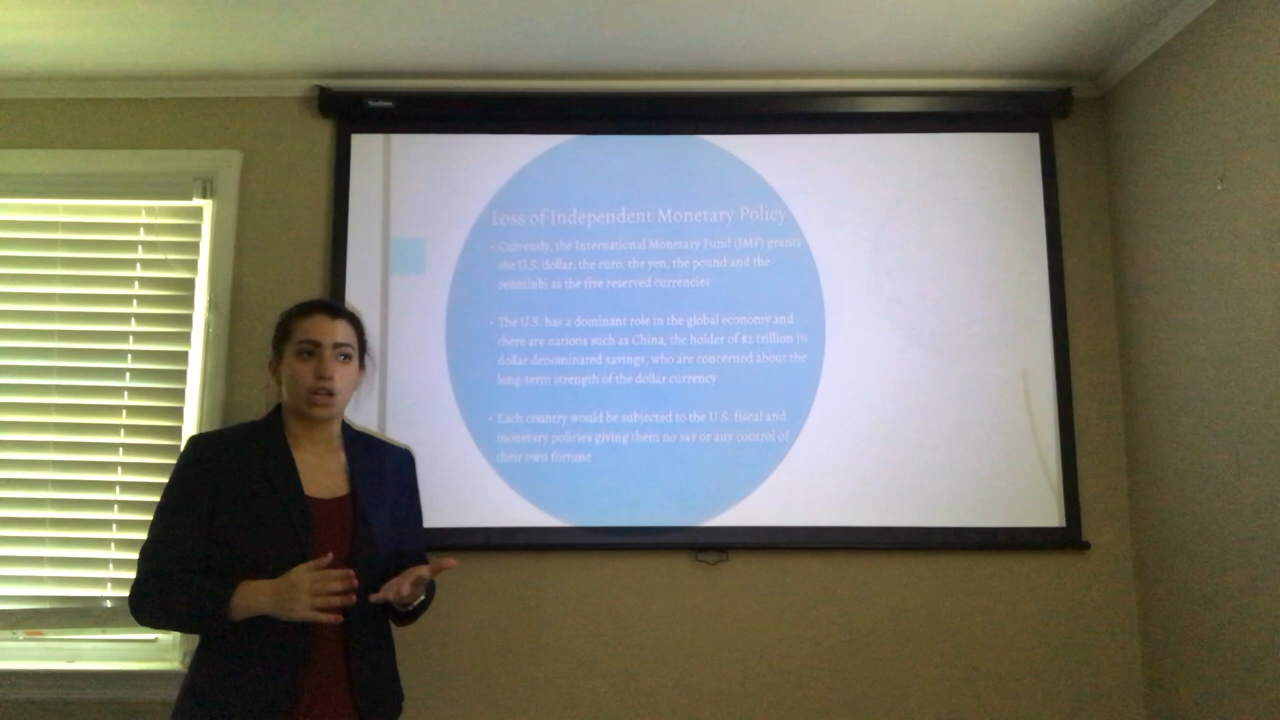 Loss of Independent Monetary Policy
• Currently, the International Monetary Fund (IMF) grants
the U.S. dollar, the euro, the yen, the pound and the
renminbi as the five reserved currencies
• The U.S. has a dominant role in the global economy and
there are nations such as China, the holder of $2 trillion in
dollar denominated savings, who are concerned about the
long-term strength of the dollar currency
• Each country would be subjected to the U.S. fiscal and
monetary policies giving them no say or any control of
their own fortune